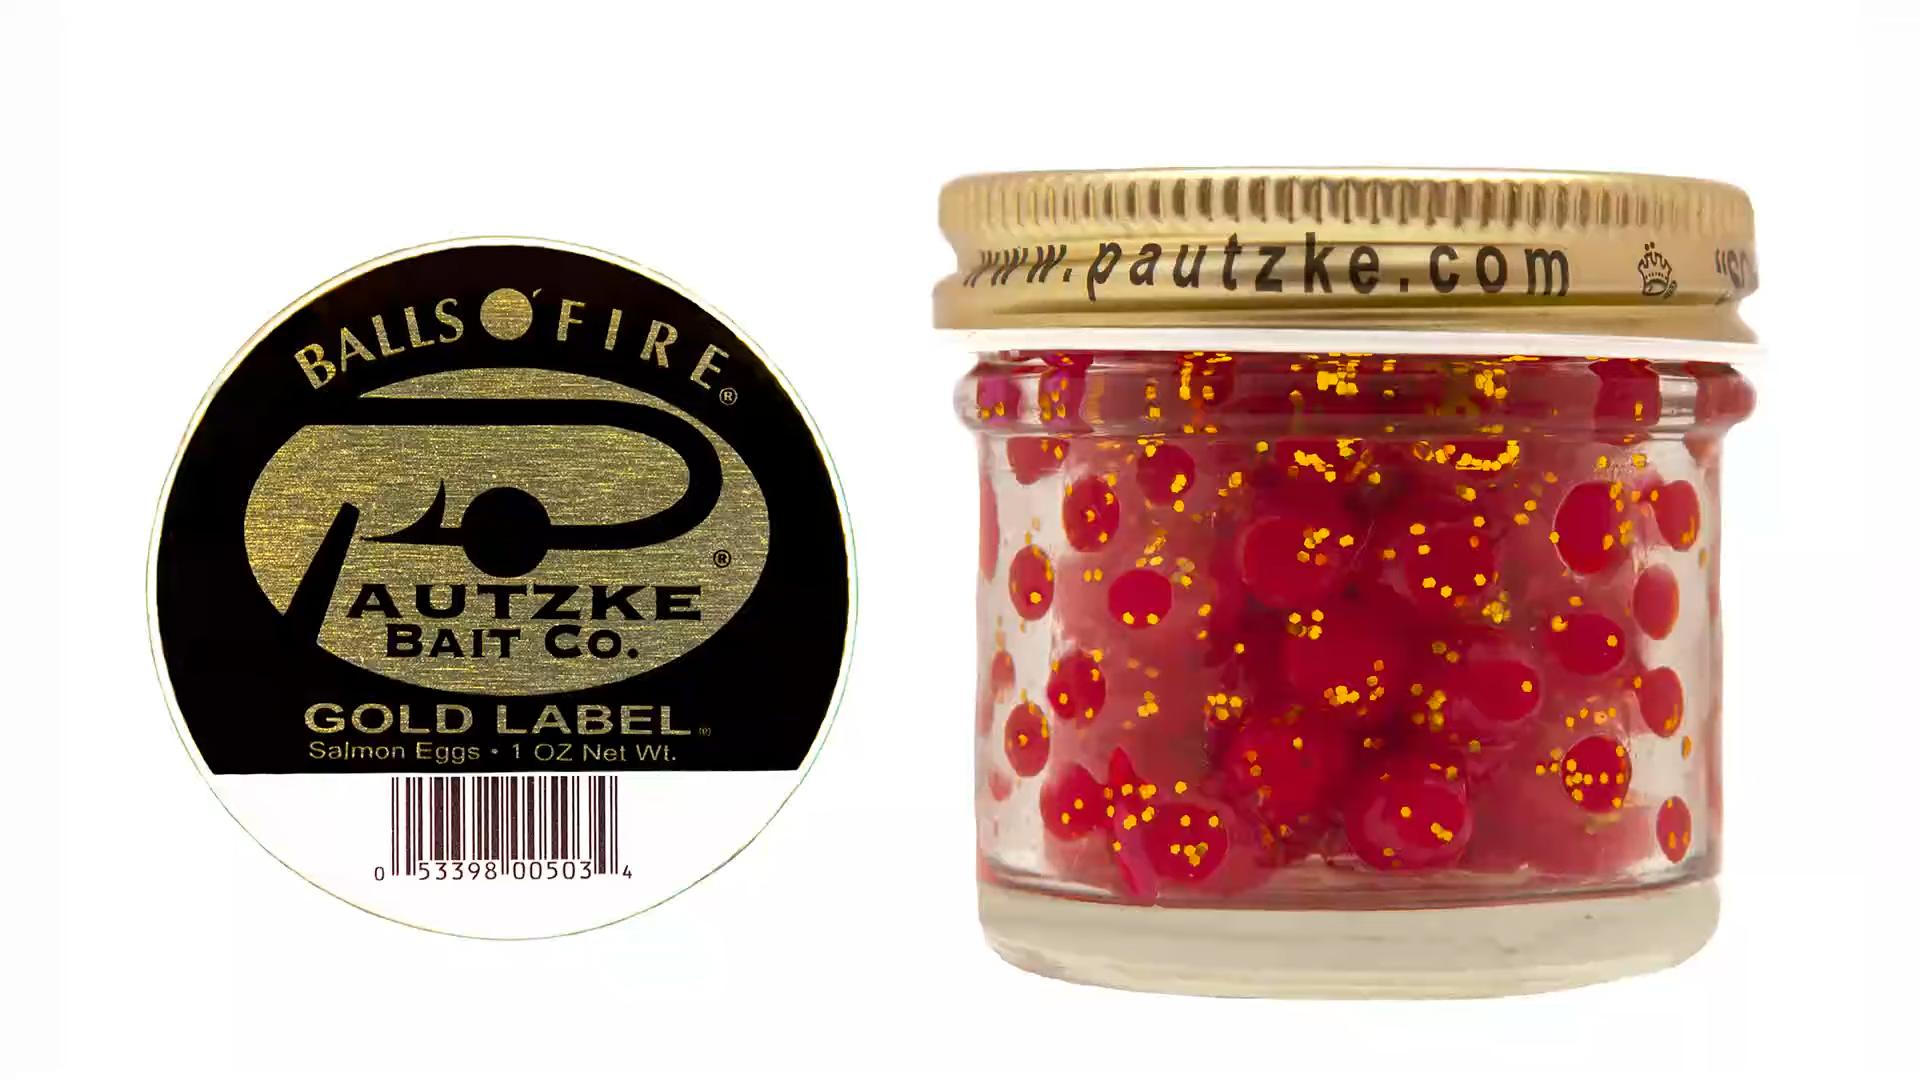 BALLS O' FIRE®
PAUTZKE®
BAIT CO.
GOLD LABEL
Salmon Eggs • 1 OZ Net Wt.
0 53398 00503 4
www.pautzke.com